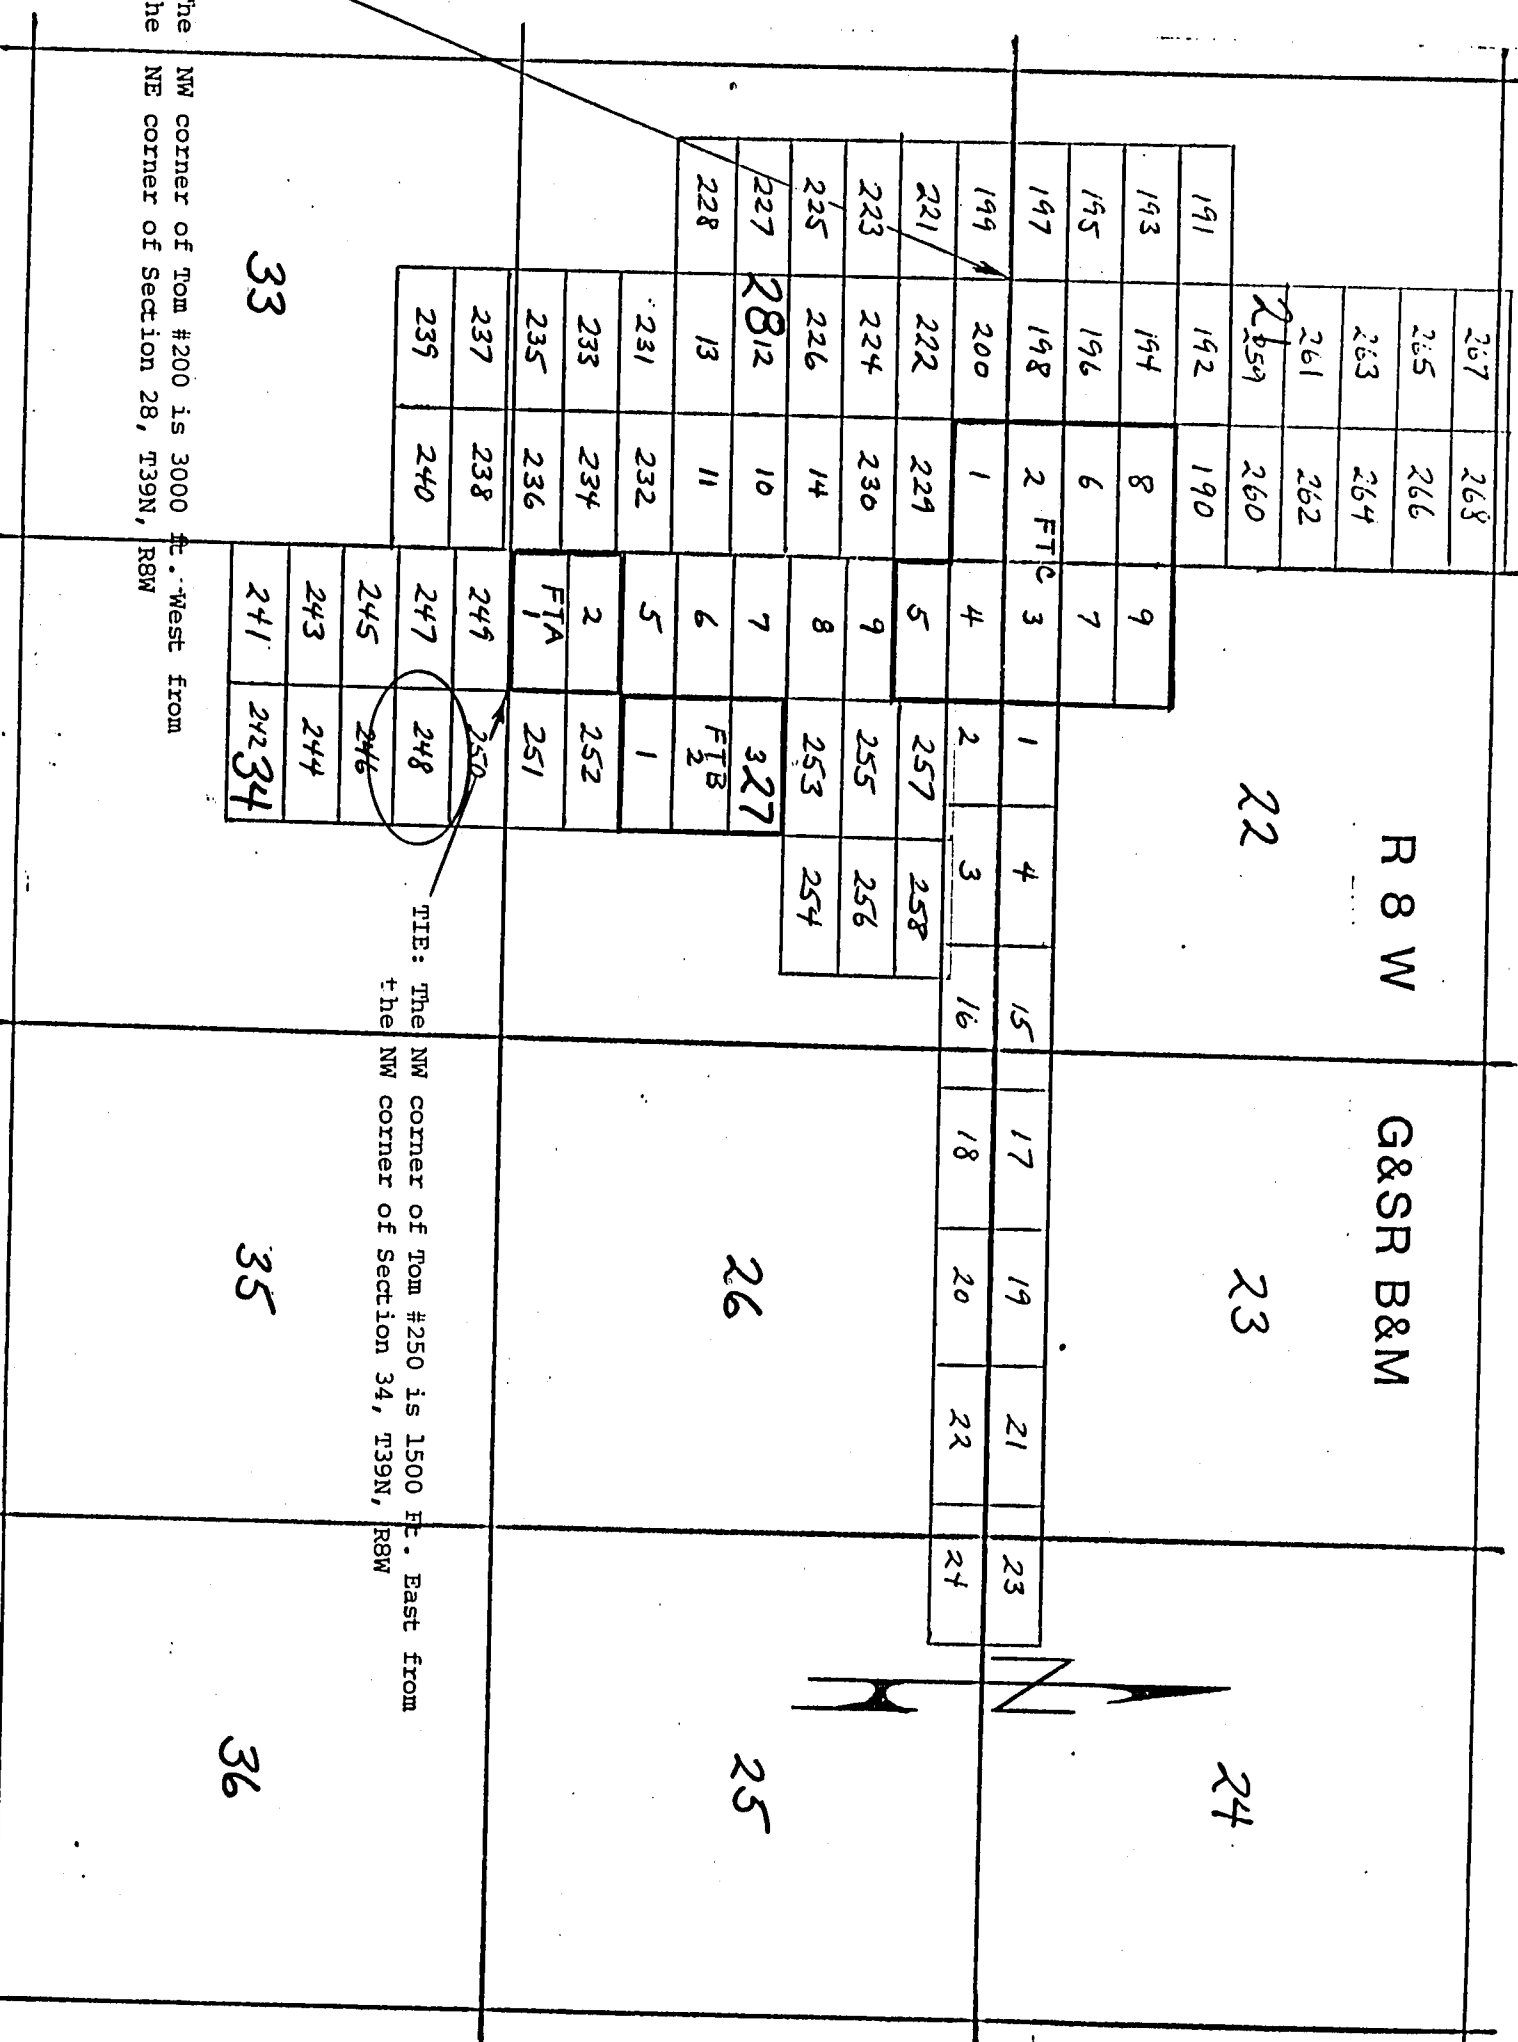 R 8 W G&SR B&M
267 268
265 266
263 264
261 262
21 259 260 22 23 24
191 192 190
193 194 8 9
195 196 6 7
197 198 2 FTC 3 1 4 15 17 19 21 23
N
199 200 1 4 2 3 16 18 20 22 24
221 222 229 5 257 258
223 224 230 9 255 256
225 226 14 8 253 254
227 28 12 10 7 3 27 26 25
228 13 11 6 FTB 2
231 232 5 1
233 234 2 252
235 236 FTA 1 251
237 238 249 250
239 240 247 248
TIE: The NW corner of Tom #250 is 1500 Ft. East from
the NW corner of Section 34, T39N, R8W
245 246
243 244
33 241 242 34 35 36
he NW corner of Tom #200 is 3000 ft. West from
he NE corner of Section 28, T39N, R8W